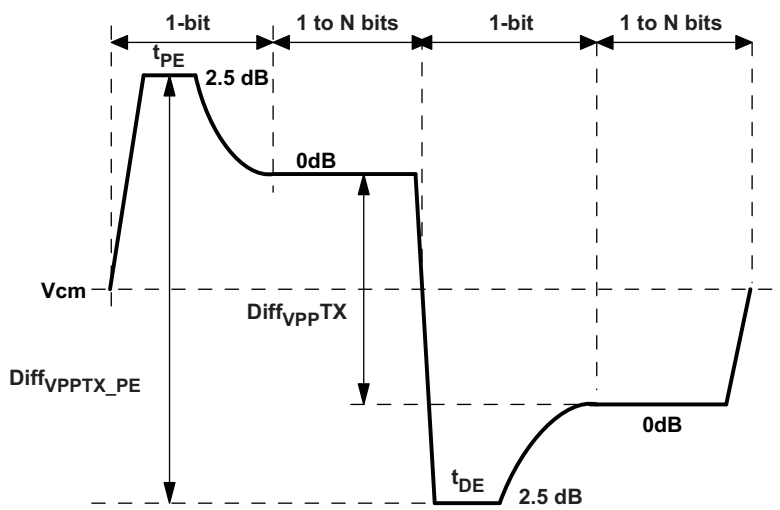 1-bit
1 to N bits
1-bit
1 to N bits
tPE
2.5 dB
0dB
Vcm
DiffVPPTX
DiffVPPTX_PE
0dB
tDE
2.5 dB